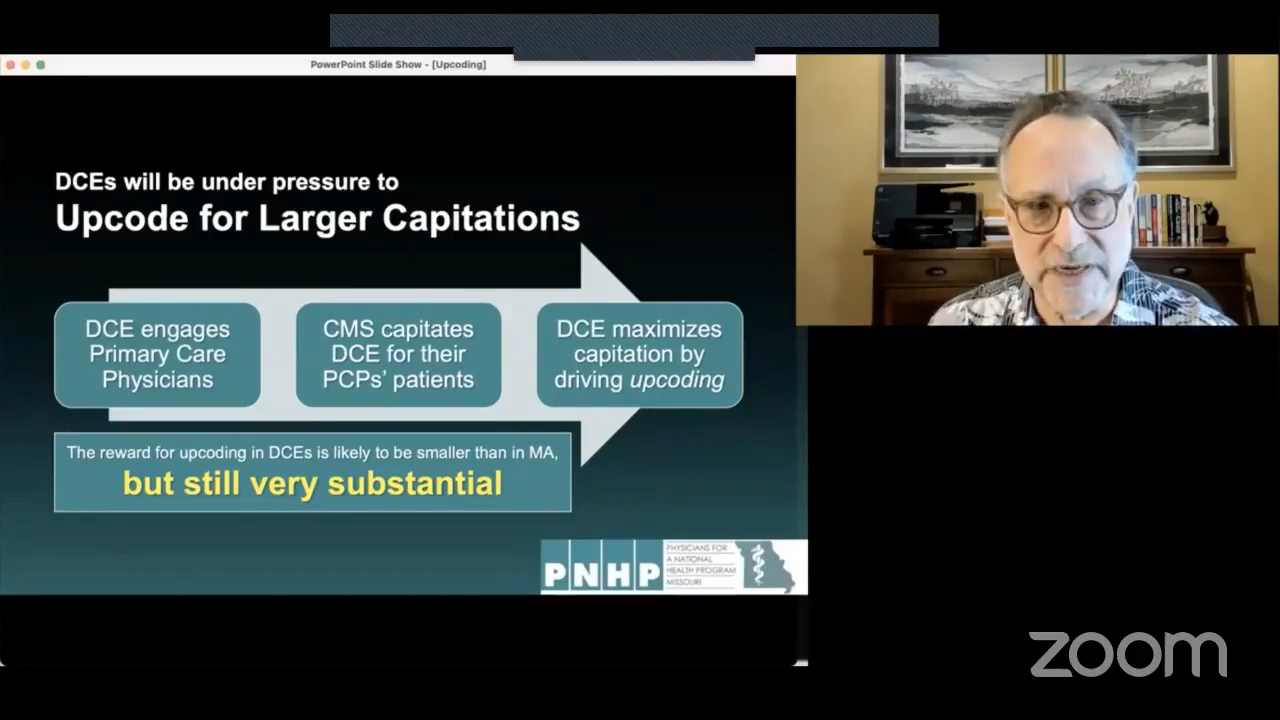 PowerPoint Slide Show - [Upcoding]
DCEs will be under pressure to
Upcode for Larger Capitations
DCE engages
Primary Care
Physicians
CMS capitates
DCE for their
PCPs’ patients
DCE maximizes
capitation by
driving upcoding
The reward for upcoding in DCEs is likely to be smaller than in MA,
but still very substantial
PNHP
PHYSICIANS FOR
A NATIONAL
HEALTH PROGRAM
MISSOURI
zoom